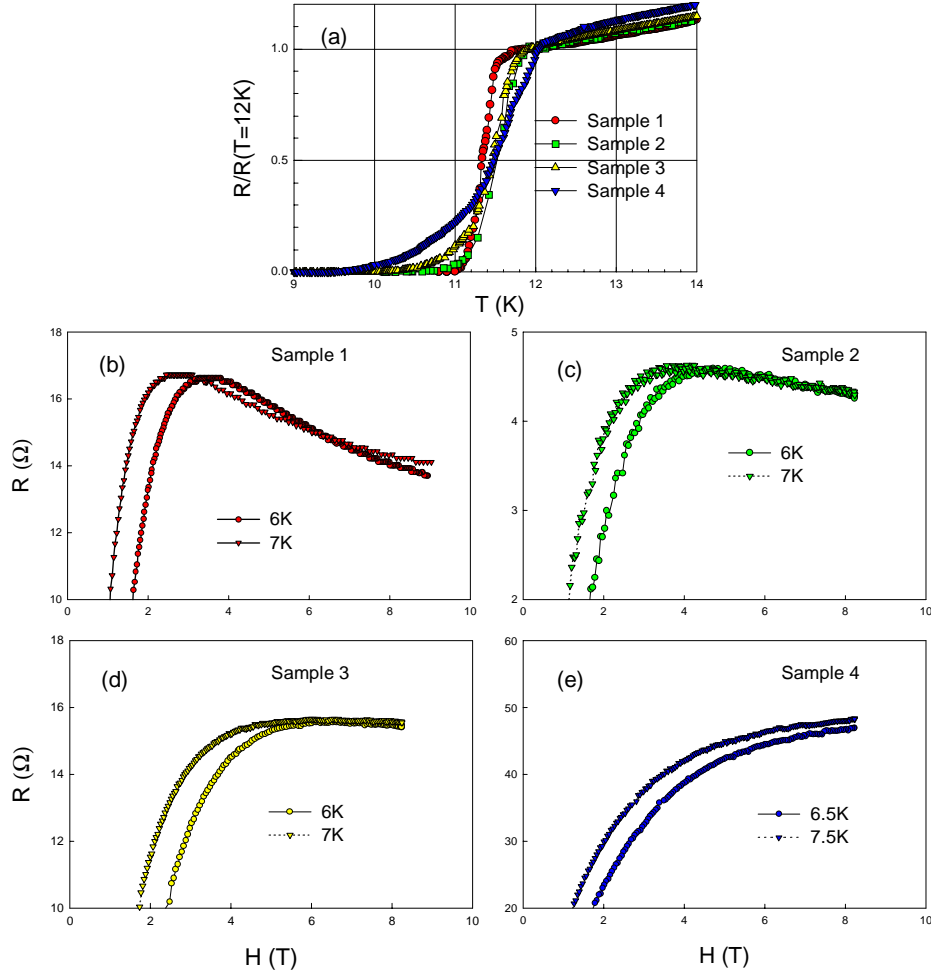 (a)
R/R(T=12K)
1.0
0.5
0.0
Sample 1
Sample 2
Sample 3
Sample 4
9 10 11 12 13 14
T (K)
(b)
Sample 1
R (Ω)
18
16
14
12
10
6K
7K
0 2 4 6 8 10
(c)
Sample 2
5
4
3
2
6K
7K
0 2 4 6 8 10
(d)
Sample 3
R (Ω)
18
16
14
12
10
6K
7K
0 2 4 6 8 10
H (T)
(e)
Sample 4
60
50
40
30
20
6.5K
7.5K
0 2 4 6 8 10
H (T)